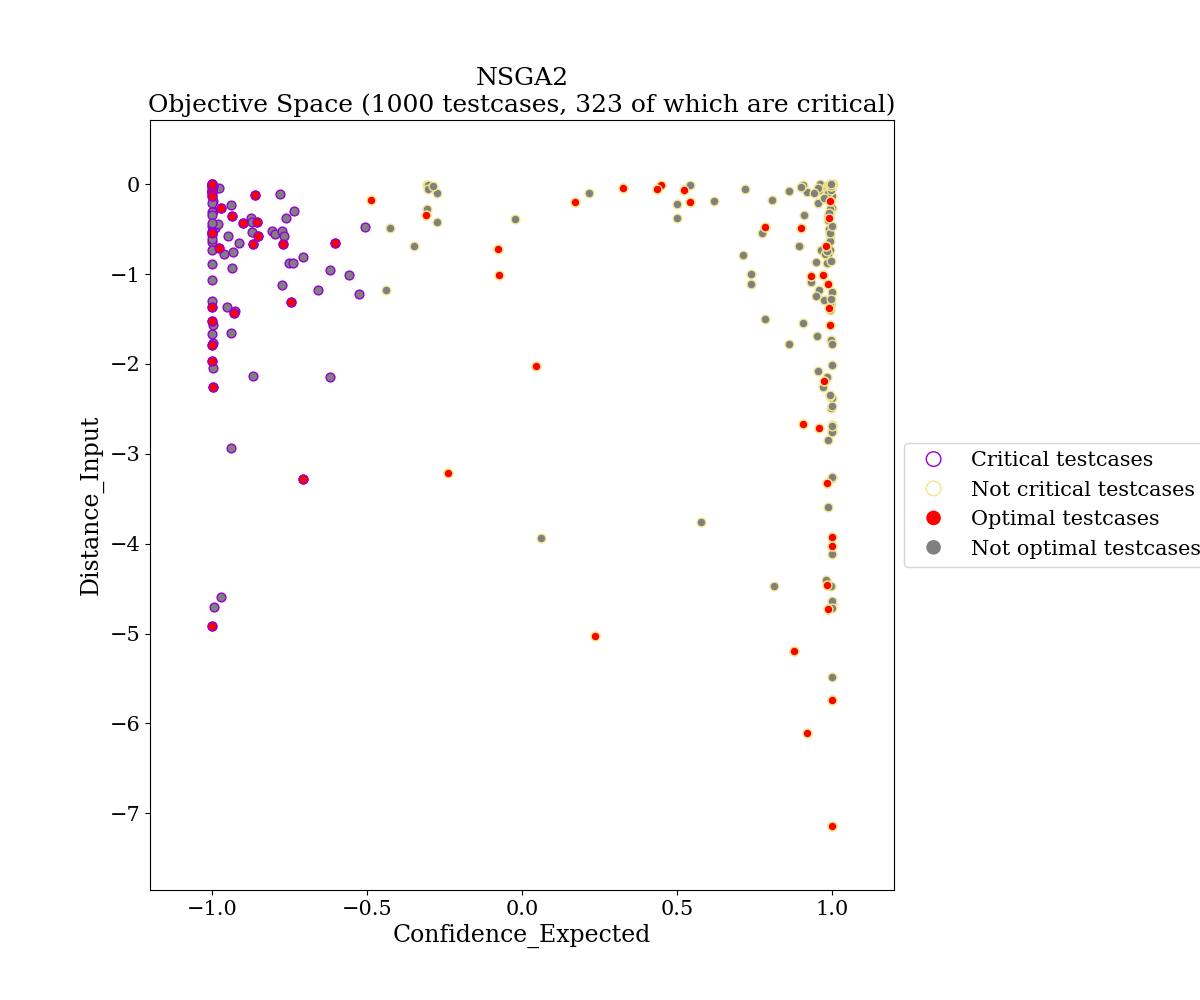 NSGA2
Objective Space (1000 testcases, 323 of which are critical)
0
−1
−2
−3
−4
−5
−6
−7
Distance_Input
−1.0
−0.5
0.0
0.5
1.0
Confidence_Expected
Critical testcases
Not critical testcases
Optimal testcases
Not optimal testcases